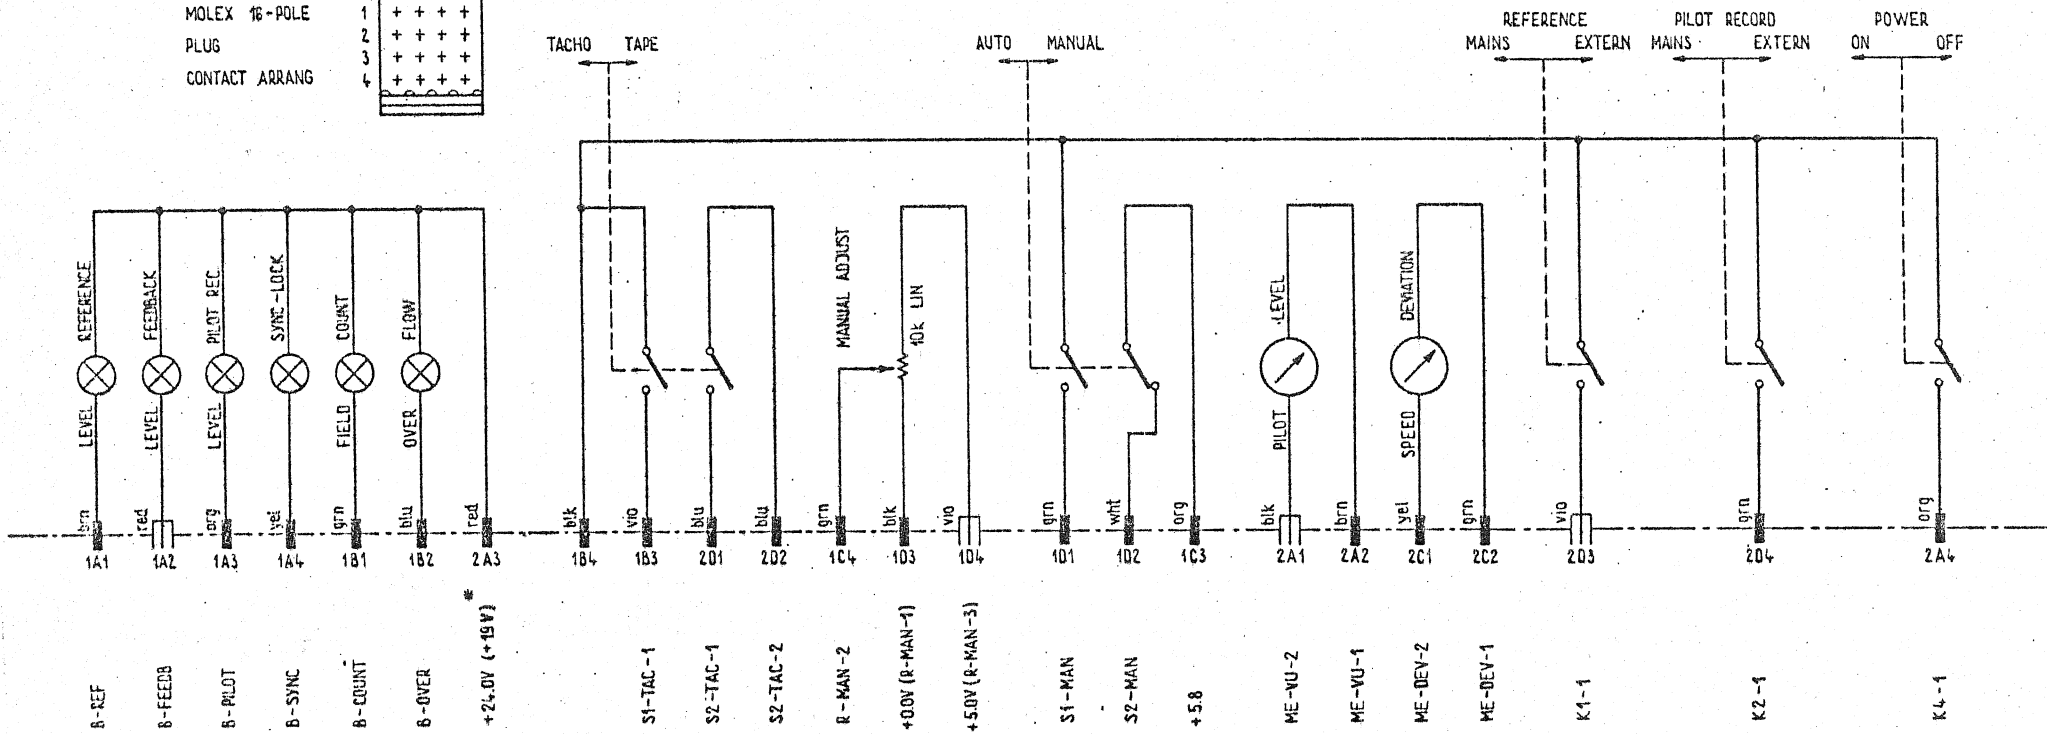 MOLEX 16-POLE
PLUG
CONTACT ARRANG
1 + + + +
2 + + + +
3 + + + +
4 + + + +
TACHO TAPE
AUTO MANUAL
REFERENCE
MAINS EXTERN
PILOT RECORD
MAINS EXTERN
POWER
ON OFF
REFERENCE LEVEL
FEEDBACK LEVEL
PILOT REC. LEVEL
SYNC-LOCK
COUNT FIELD
FLOW OVER
MANUAL ADJUST
10k LIN
LEVEL PILOT
DEVIATION SPEED
brn red org yel grn blu red blk vio blu blu grn blk vio grn wht org blk brn yel grn vio grn org
1A1 1A2 1A3 1A4 1B1 1B2 2A3 1B4 1B3 2D1 2D2 1C4 1D3 1D4 1D1 1D2 1C3 2A1 2A2 2C1 2C2 2D3 2D4 2A4
B-REF
B-FEEDB
B-PILOT
B-SYNC
B-COUNT
B-OVER
+24.0V (+19V) *
S1-TAC-1
S2-TAC-1
S2-TAC-2
R-MAN-2
+0.0V (R-MAN-1)
+5.0V (R-MAN-3)
S1-MAN
S2-MAN
+5.8
ME-VU-2
ME-VU-1
ME-DEV-2
ME-DEV-1
K1-1
K2-1
K4-1